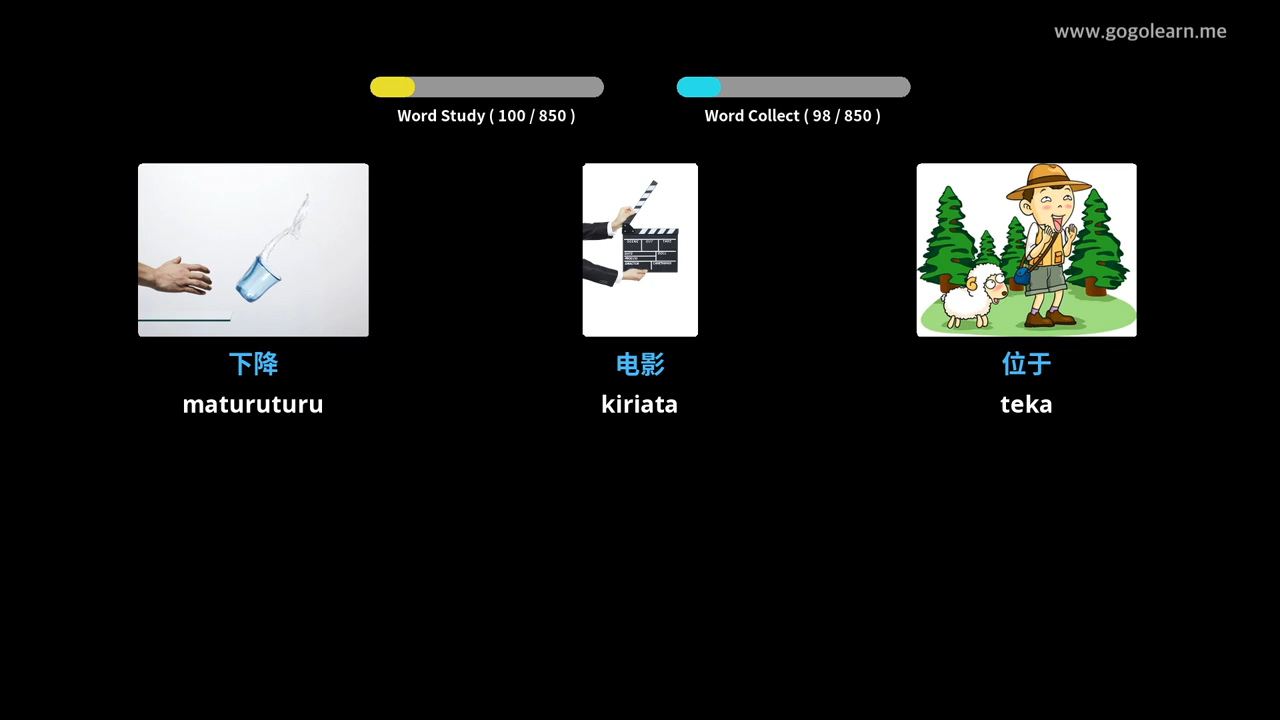 www.gogolearn.me
Word Study ( 100 / 850 )
Word Collect ( 98 / 850 )
下降
电影
位于
maturuturu
kiriata
teka